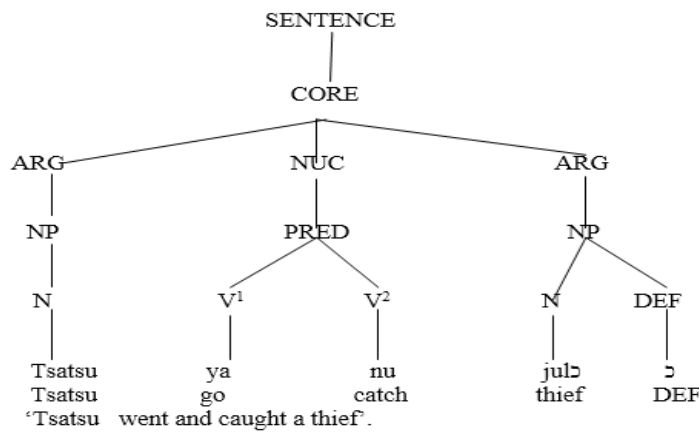 SENTENCE
CORE
ARG NUC ARG
NP PRED NP
N V¹ V² N DEF
Tsatsu ya nu julɔ ɔ
Tsatsu go catch thief DEF
‘Tsatsu went and caught a thief’.